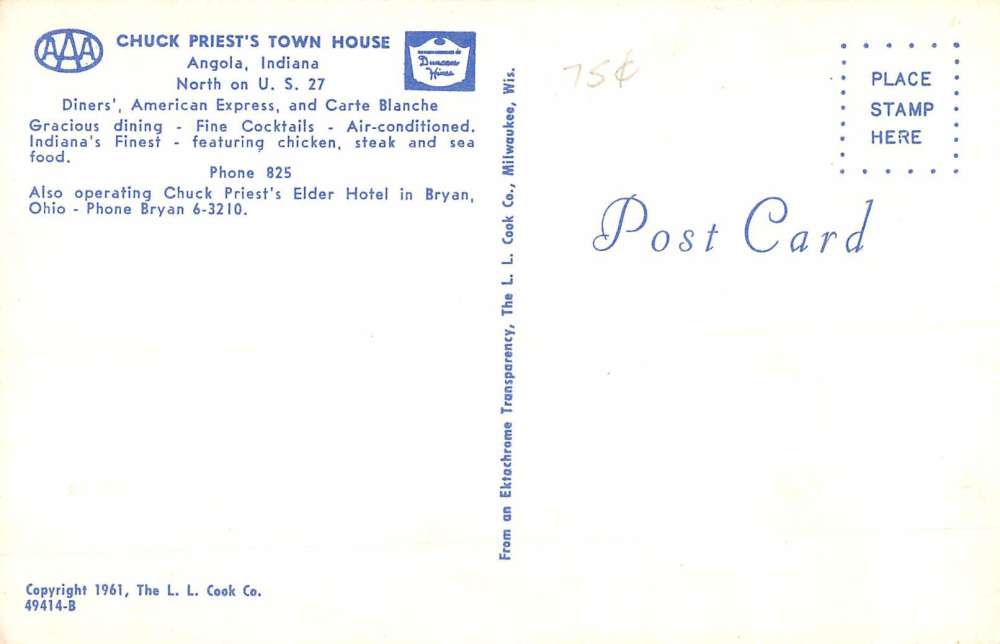 AAA
CHUCK PRIEST'S TOWN HOUSE
Angola, Indiana
North on U. S. 27
Duncan
Hines
Diners', American Express, and Carte Blanche
Gracious dining - Fine Cocktails - Air-conditioned.
Indiana's Finest - featuring chicken, steak and sea
food.
Phone 825
Also operating Chuck Priest's Elder Hotel in Bryan,
Ohio - Phone Bryan 6-3210.
Copyright 1961, The L. L. Cook Co.
49414-B
From an Ektachrome Transparency, The L. L. Cook Co., Milwaukee, Wis.
75¢
PLACE
STAMP
HERE
Post Card